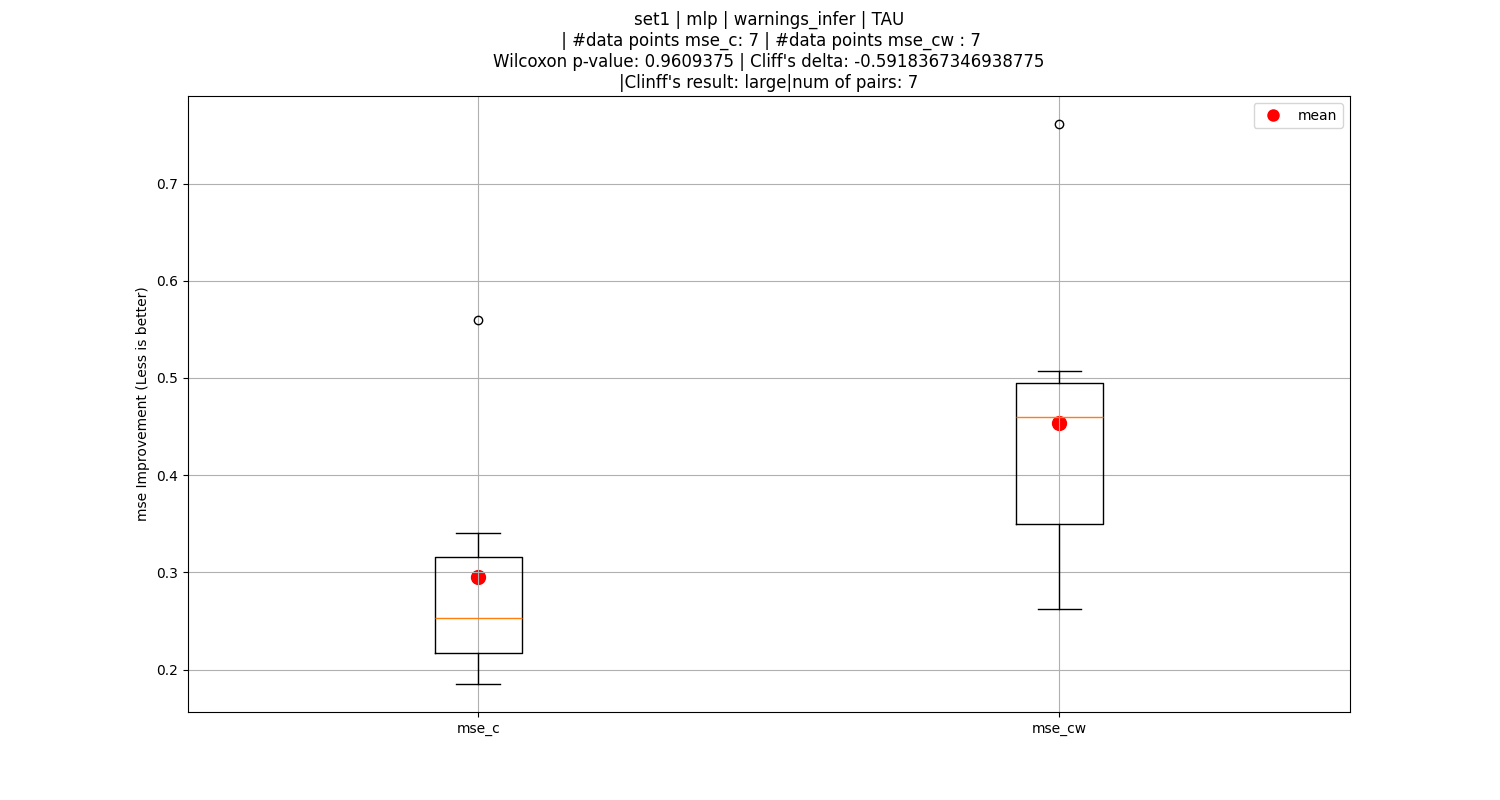 set1 | mlp | warnings_infer | TAU
| #data points mse_c: 7 | #data points mse_cw : 7
Wilcoxon p-value: 0.9609375 | Cliff's delta: -0.5918367346938775
|Clinff's result: large|num of pairs: 7
mean
0.7
0.6
0.5
0.4
0.3
0.2
mse Improvement (Less is better)
mse_c
mse_cw